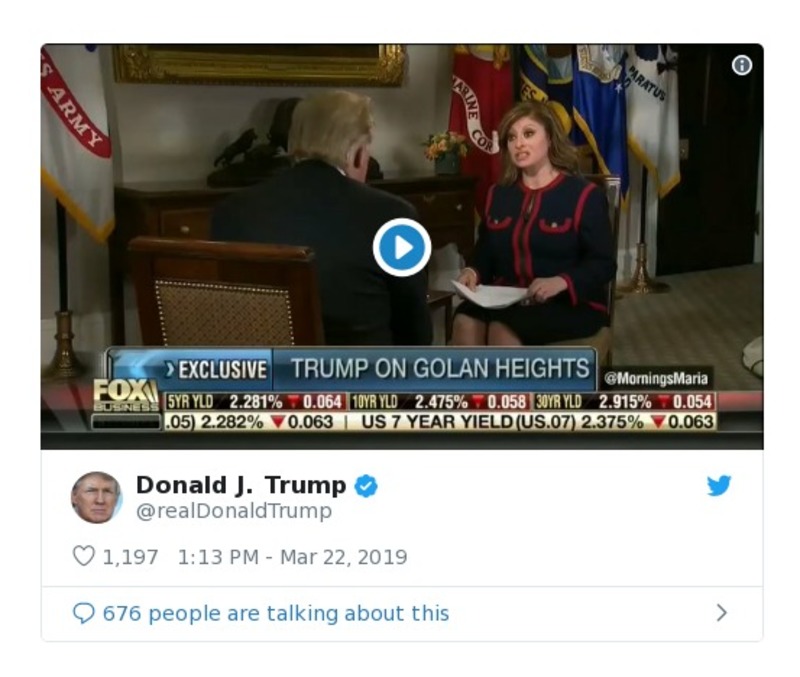 S ARMY
MARINE COR
ES
PARATUS
EXCLUSIVE TRUMP ON GOLAN HEIGHTS
@MorningsMaria
FOX
BUSINESS
5YR YLD 2.281% ▼ 0.064 10YR YLD 2.475% ▼ 0.058 30YR YLD 2.915% ▼ 0.054
.05) 2.282% ▼0.063 | US 7 YEAR YIELD(US.07) 2.375% ▼0.063
Donald J. Trump
@realDonaldTrump
1,197 1:13 PM - Mar 22, 2019
676 people are talking about this